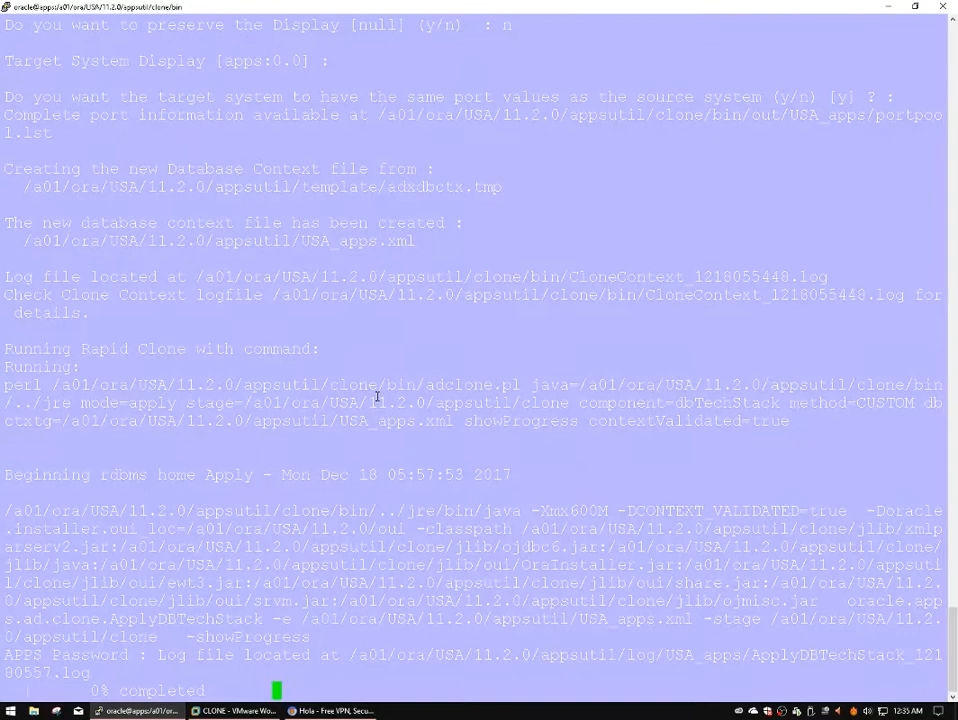 oracle@apps:/a01/ora/USA/11.2.0/appsutil/clone/bin
Do you want to preserve the Display [null] (y/n)  : n
Target System Display [apps:0.0] :
Do you want the target system to have the same port values as the source system (y/n) [y] ? :
Complete port information available at /a01/ora/USA/11.2.0/appsutil/clone/bin/out/USA_apps/portpoo
l.lst
Creating the new Database Context file from :
/a01/ora/USA/11.2.0/appsutil/template/adxdbctx.tmp
The new database context file has been created :
/a01/ora/USA/11.2.0/appsutil/USA_apps.xml
Log file located at /a01/ora/USA/11.2.0/appsutil/clone/bin/CloneContext_1218055448.log
Check Clone Context logfile /a01/ora/USA/11.2.0/appsutil/clone/bin/CloneContext_1218055448.log for
details.
Running Rapid Clone with command:
Running:
perl /a01/ora/USA/11.2.0/appsutil/clone/bin/adclone.pl java=/a01/ora/USA/11.2.0/appsutil/clone/bin
/../jre mode=apply stage=/a01/ora/USA/11.2.0/appsutil/clone component=dbTechStack method=CUSTOM db
ctxtg=/a01/ora/USA/11.2.0/appsutil/USA_apps.xml showProgress contextValidated=true
Beginning rdbms home Apply - Mon Dec 18 05:57:53 2017
/a01/ora/USA/11.2.0/appsutil/clone/bin/../jre/bin/java -Xmx600M -DCONTEXT_VALIDATED=true  -Doracle
.installer.oui_loc=/a01/ora/USA/11.2.0/oui -classpath /a01/ora/USA/11.2.0/appsutil/clone/jlib/xmlp
arserv2.jar:/a01/ora/USA/11.2.0/appsutil/clone/jlib/ojdbc6.jar:/a01/ora/USA/11.2.0/appsutil/clone/
jlib/java:/a01/ora/USA/11.2.0/appsutil/clone/jlib/oui/OraInstaller.jar:/a01/ora/USA/11.2.0/appsuti
l/clone/jlib/oui/ewt3.jar:/a01/ora/USA/11.2.0/appsutil/clone/jlib/oui/share.jar:/a01/ora/USA/11.2.
0/appsutil/clone/jlib/oui/srvm.jar:/a01/ora/USA/11.2.0/appsutil/clone/jlib/ojmisc.jar   oracle.app
s.ad.clone.ApplyDBTechStack -e /a01/ora/USA/11.2.0/appsutil/USA_apps.xml -stage /a01/ora/USA/11.2.
0/appsutil/clone   -showProgress
APPS Password : Log file located at /a01/ora/USA/11.2.0/appsutil/log/USA_apps/ApplyDBTechStack_121
80557.log
|      0% completed
oracle@apps:/a01/or...
CLONE - VMware Wo...
Hola - Free VPN, Secu...
12:35 AM